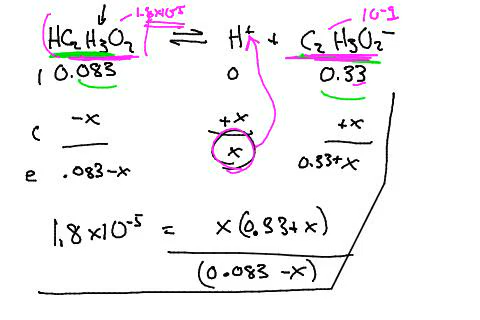 1.8×10⁻⁵ 10⁻¹
HC₂H₃O₂ ⇌ H⁺ + C₂H₃O₂⁻
I 0.083 0 0.33
C -x +x +x
e .083-x x 0.33+x
1.8×10⁻⁵ = x(0.33+x)
(0.083-x)